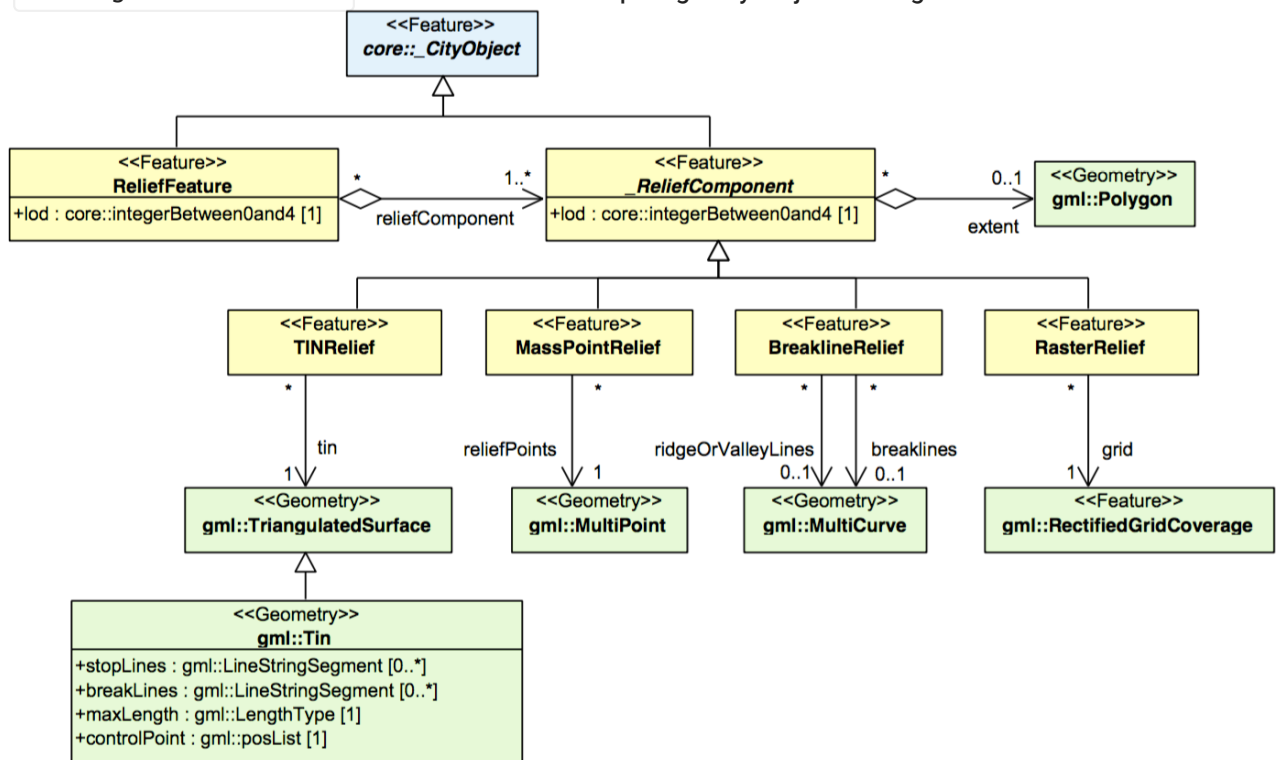 <<Feature>>
core::_CityObject
<<Feature>>
ReliefFeature
+lod : core::integerBetween0and4 [1]
*
1..*
reliefComponent
<<Feature>>
_ReliefComponent
+lod : core::integerBetween0and4 [1]
*
0..1
extent
<<Geometry>>
gml::Polygon
<<Feature>>
TINRelief
<<Feature>>
MassPointRelief
<<Feature>>
BreaklineRelief
<<Feature>>
RasterRelief
*
tin
1
*
reliefPoints
1
*
ridgeOrValleyLines
0..1
*
breaklines
0..1
*
grid
1
<<Geometry>>
gml::TriangulatedSurface
<<Geometry>>
gml::MultiPoint
<<Geometry>>
gml::MultiCurve
<<Feature>>
gml::RectifiedGridCoverage
<<Geometry>>
gml::Tin
+stopLines : gml::LineStringSegment [0..*]
+breakLines : gml::LineStringSegment [0..*]
+maxLength : gml::LengthType [1]
+controlPoint : gml::posList [1]